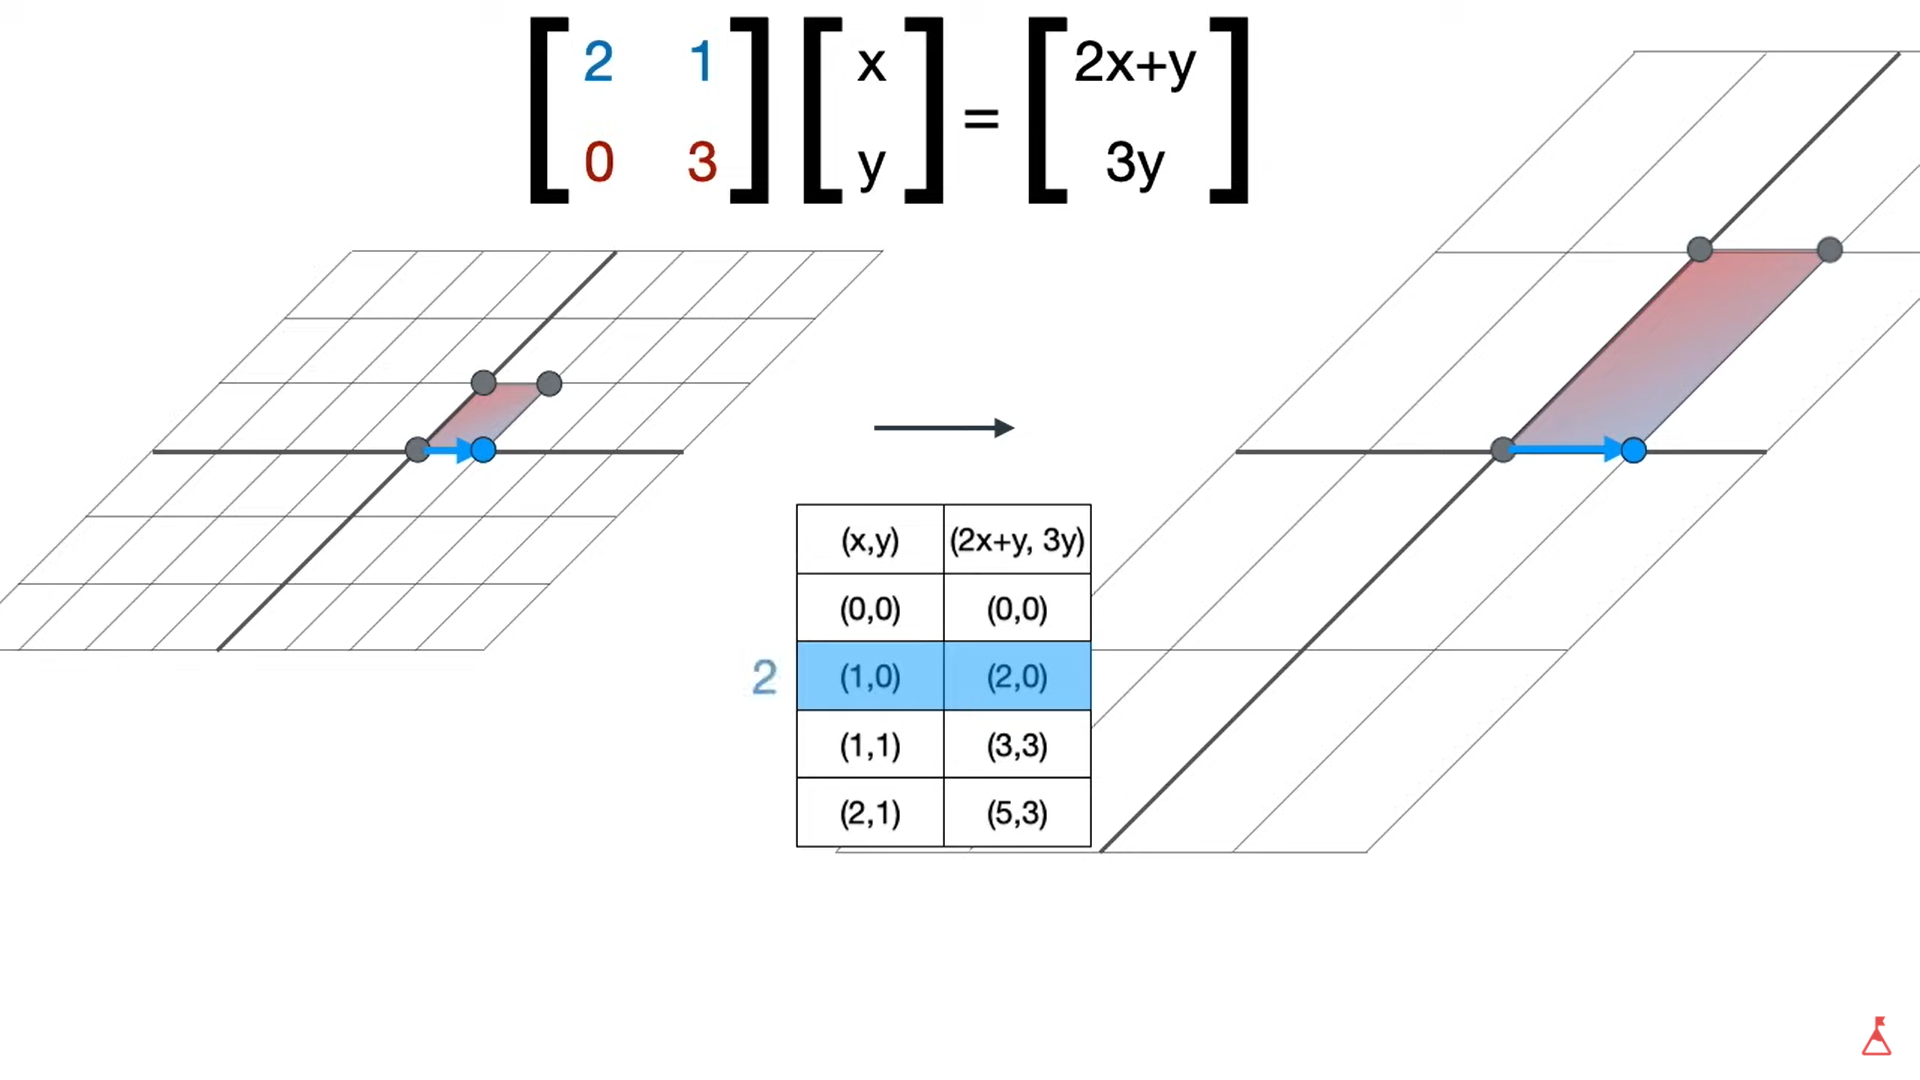 [2 1] [x] = [2x+y]
[0 3] [y] [3y]
(x,y) (2x+y, 3y)
(0,0) (0,0)
2 (1,0) (2,0)
(1,1) (3,3)
(2,1) (5,3)